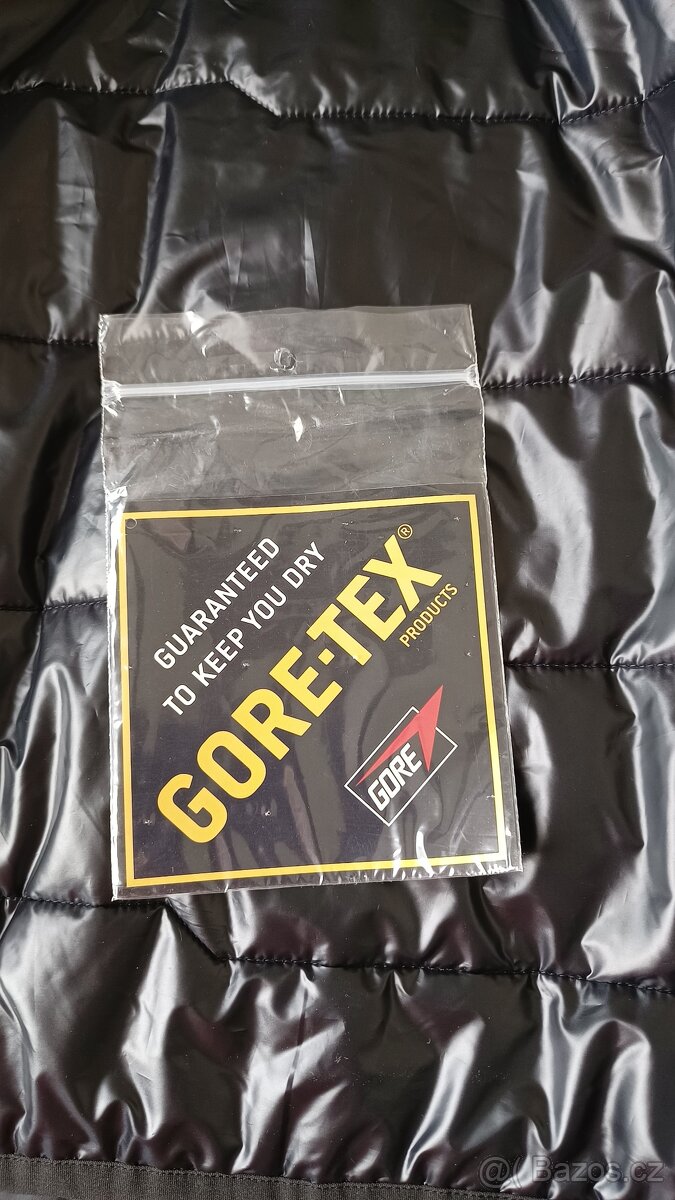 GUARANTEED
TO KEEP YOU DRY
GORE-TEX®
PRODUCTS
GORE
@( Bazos.cz